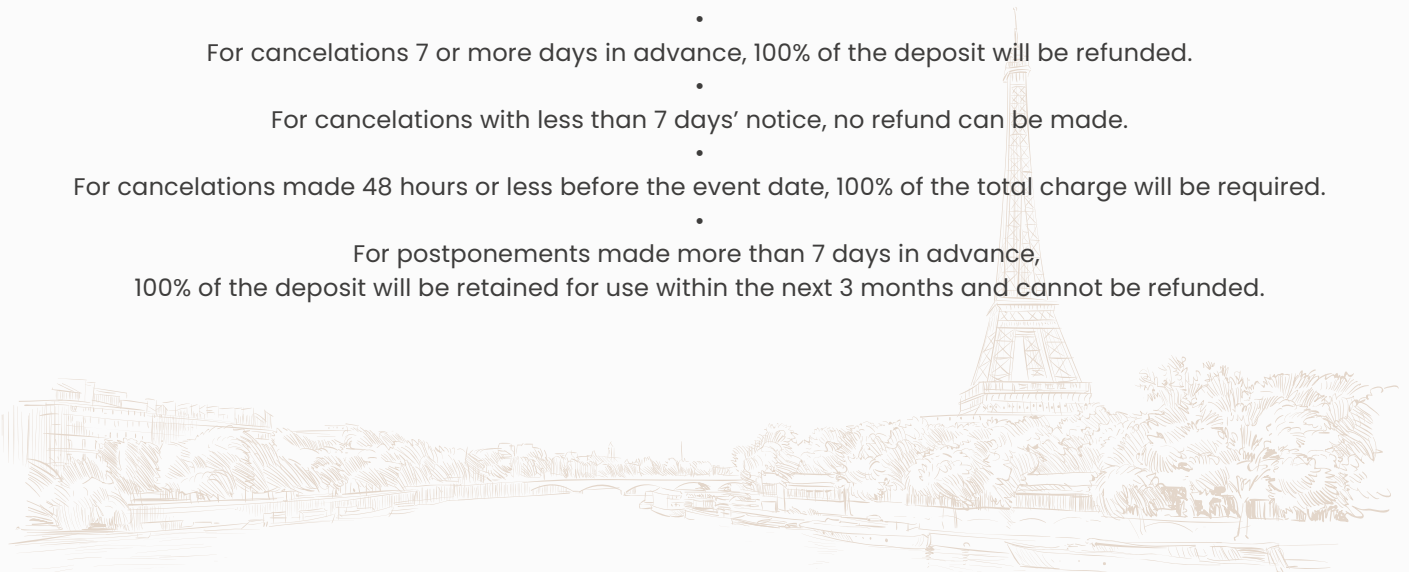 •
For cancelations 7 or more days in advance, 100% of the deposit will be refunded.
•
For cancelations with less than 7 days’ notice, no refund can be made.
•
For cancelations made 48 hours or less before the event date, 100% of the total charge will be required.
•
For postponements made more than 7 days in advance,
100% of the deposit will be retained for use within the next 3 months and cannot be refunded.